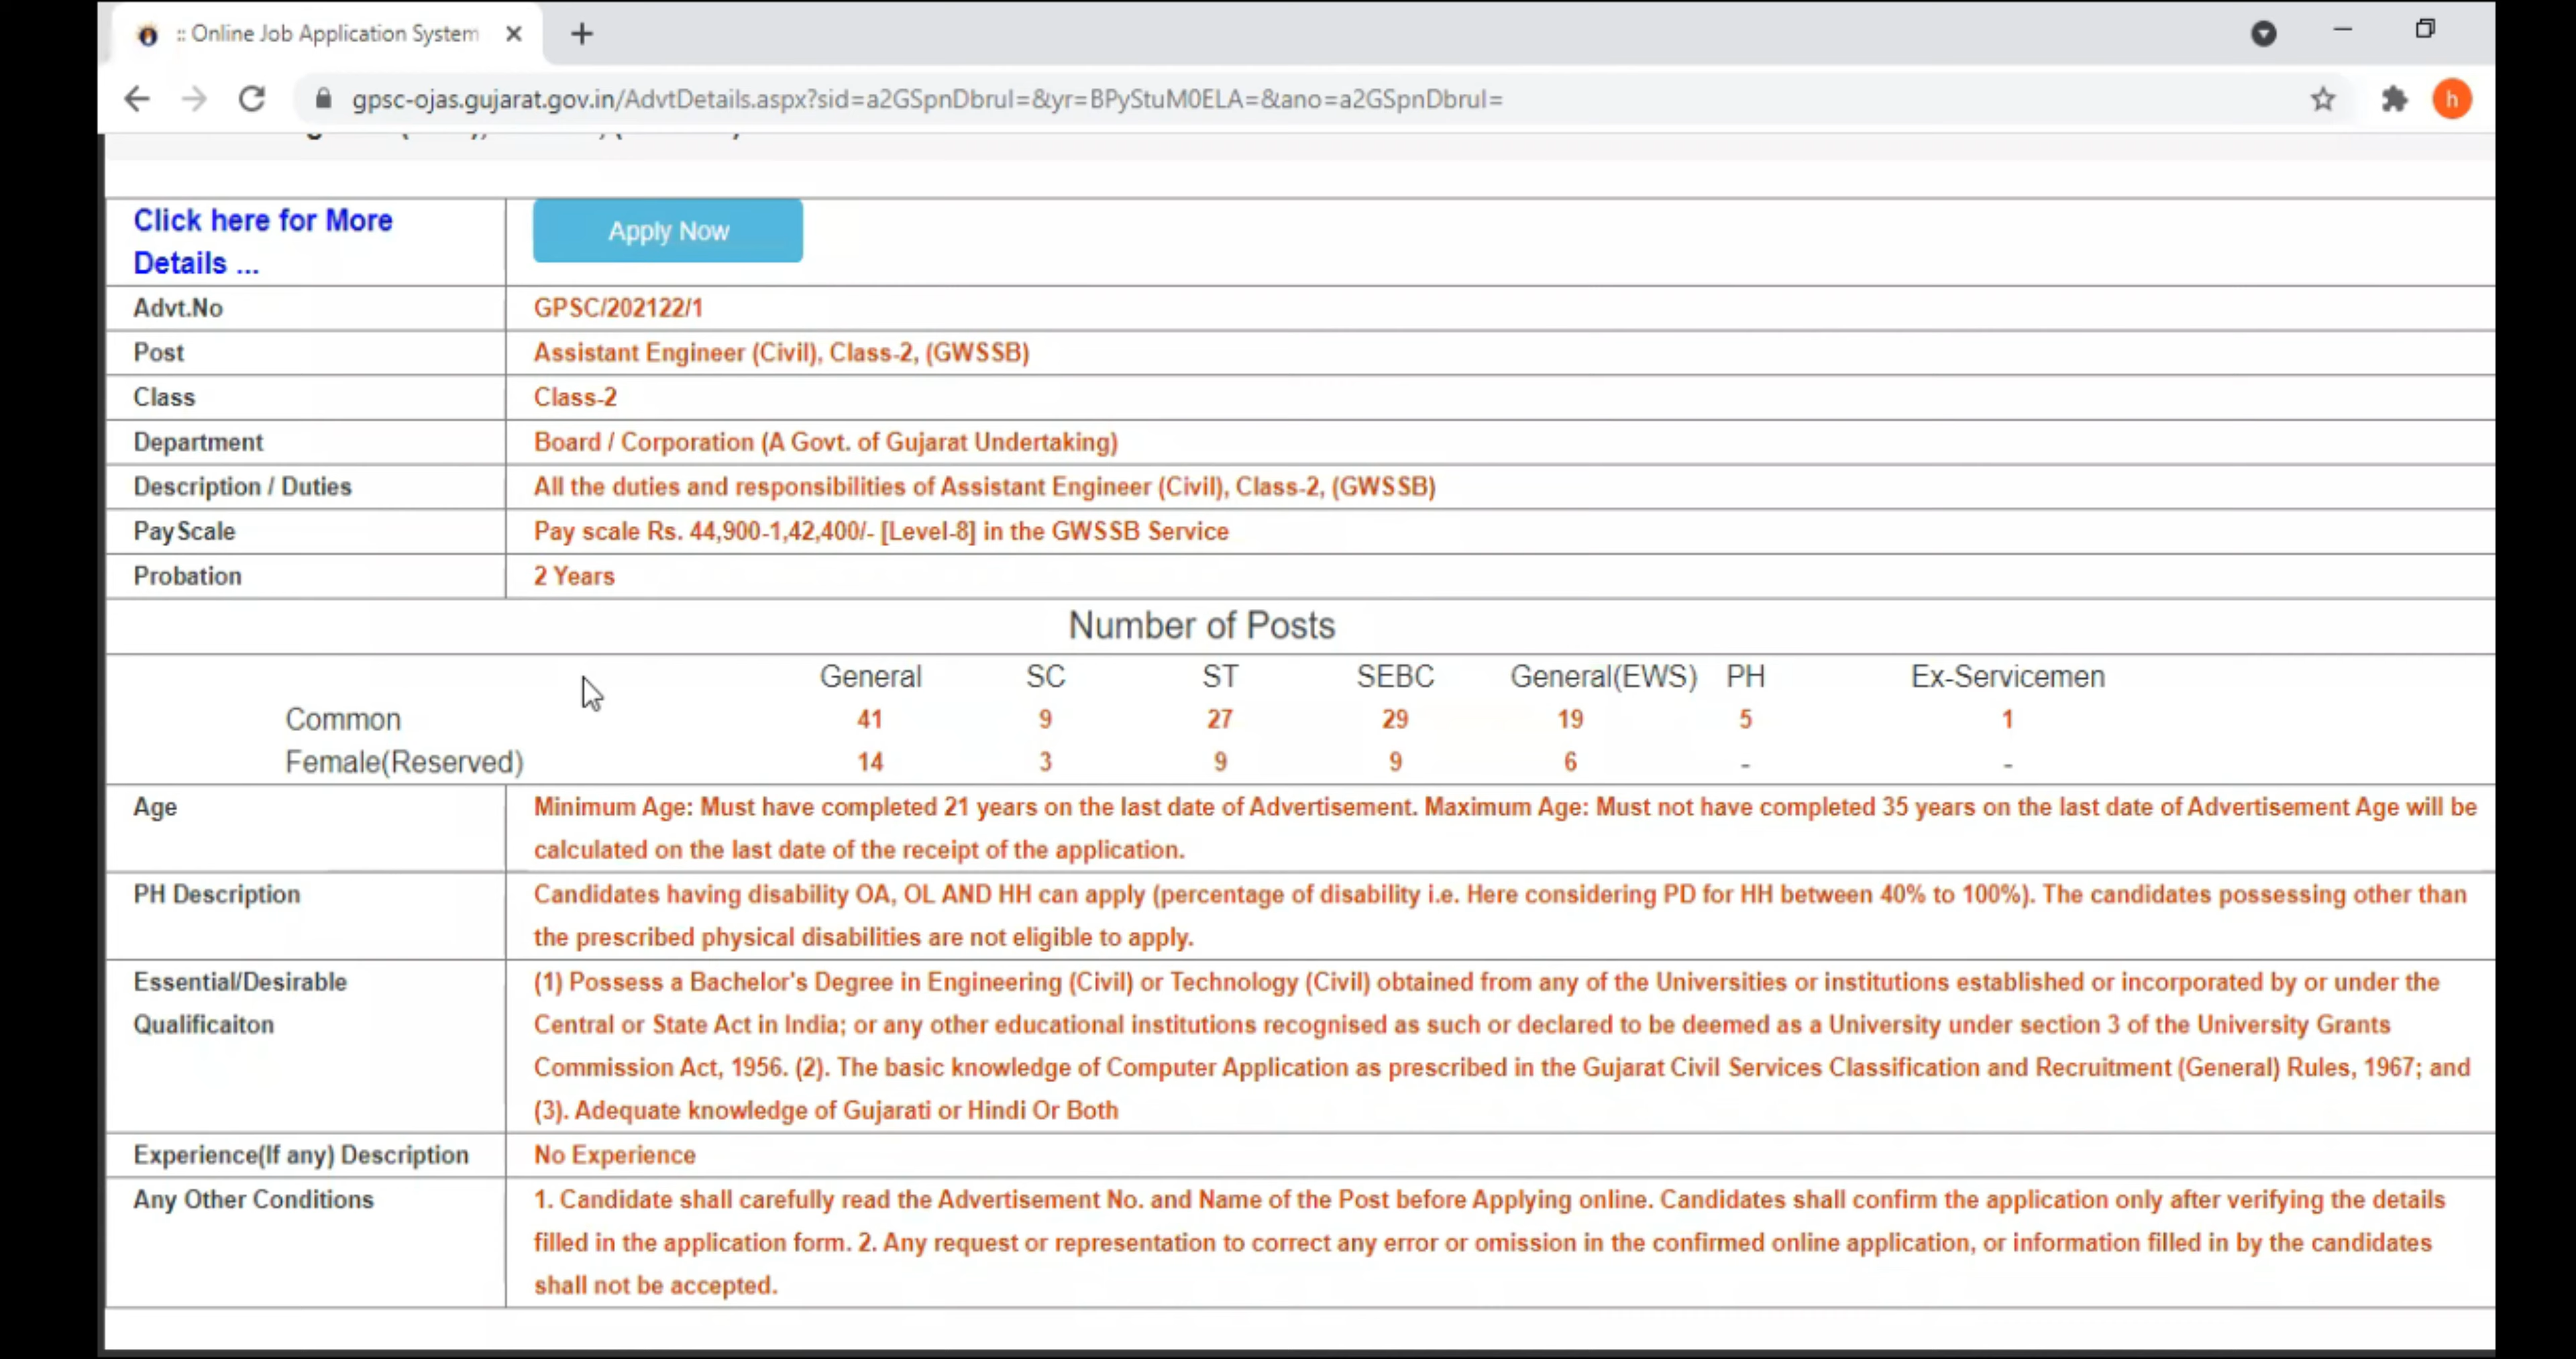 :: Online Job Application System
gpsc-ojas.gujarat.gov.in/AdvtDetails.aspx?sid=a2GSpnDbruI=&yr=BPyStuM0ELA=&ano=a2GSpnDbruI=
h
Click here for More
Details ...
Apply Now
Advt.No GPSC/202122/1
Post Assistant Engineer (Civil), Class-2, (GWSSB)
Class Class-2
Department Board / Corporation (A Govt. of Gujarat Undertaking)
Description / Duties All the duties and responsibilities of Assistant Engineer (Civil), Class-2, (GWSSB)
Pay Scale Pay scale Rs. 44,900-1,42,400/- [Level-8] in the GWSSB Service
Probation 2 Years
Number of Posts
General SC ST SEBC General(EWS) PH Ex-Servicemen
Common 41 9 27 29 19 5 1
Female(Reserved) 14 3 9 9 6 - -
Age Minimum Age: Must have completed 21 years on the last date of Advertisement. Maximum Age: Must not have completed 35 years on the last date of Advertisement Age will be
calculated on the last date of the receipt of the application.
PH Description Candidates having disability OA, OL AND HH can apply (percentage of disability i.e. Here considering PD for HH between 40% to 100%). The candidates possessing other than
the prescribed physical disabilities are not eligible to apply.
Essential/Desirable (1) Possess a Bachelor's Degree in Engineering (Civil) or Technology (Civil) obtained from any of the Universities or institutions established or incorporated by or under the
Qualificaiton Central or State Act in India; or any other educational institutions recognised as such or declared to be deemed as a University under section 3 of the University Grants
Commission Act, 1956. (2). The basic knowledge of Computer Application as prescribed in the Gujarat Civil Services Classification and Recruitment (General) Rules, 1967; and
(3). Adequate knowledge of Gujarati or Hindi Or Both
Experience(If any) Description No Experience
Any Other Conditions 1. Candidate shall carefully read the Advertisement No. and Name of the Post before Applying online. Candidates shall confirm the application only after verifying the details
filled in the application form. 2. Any request or representation to correct any error or omission in the confirmed online application, or information filled in by the candidates
shall not be accepted.